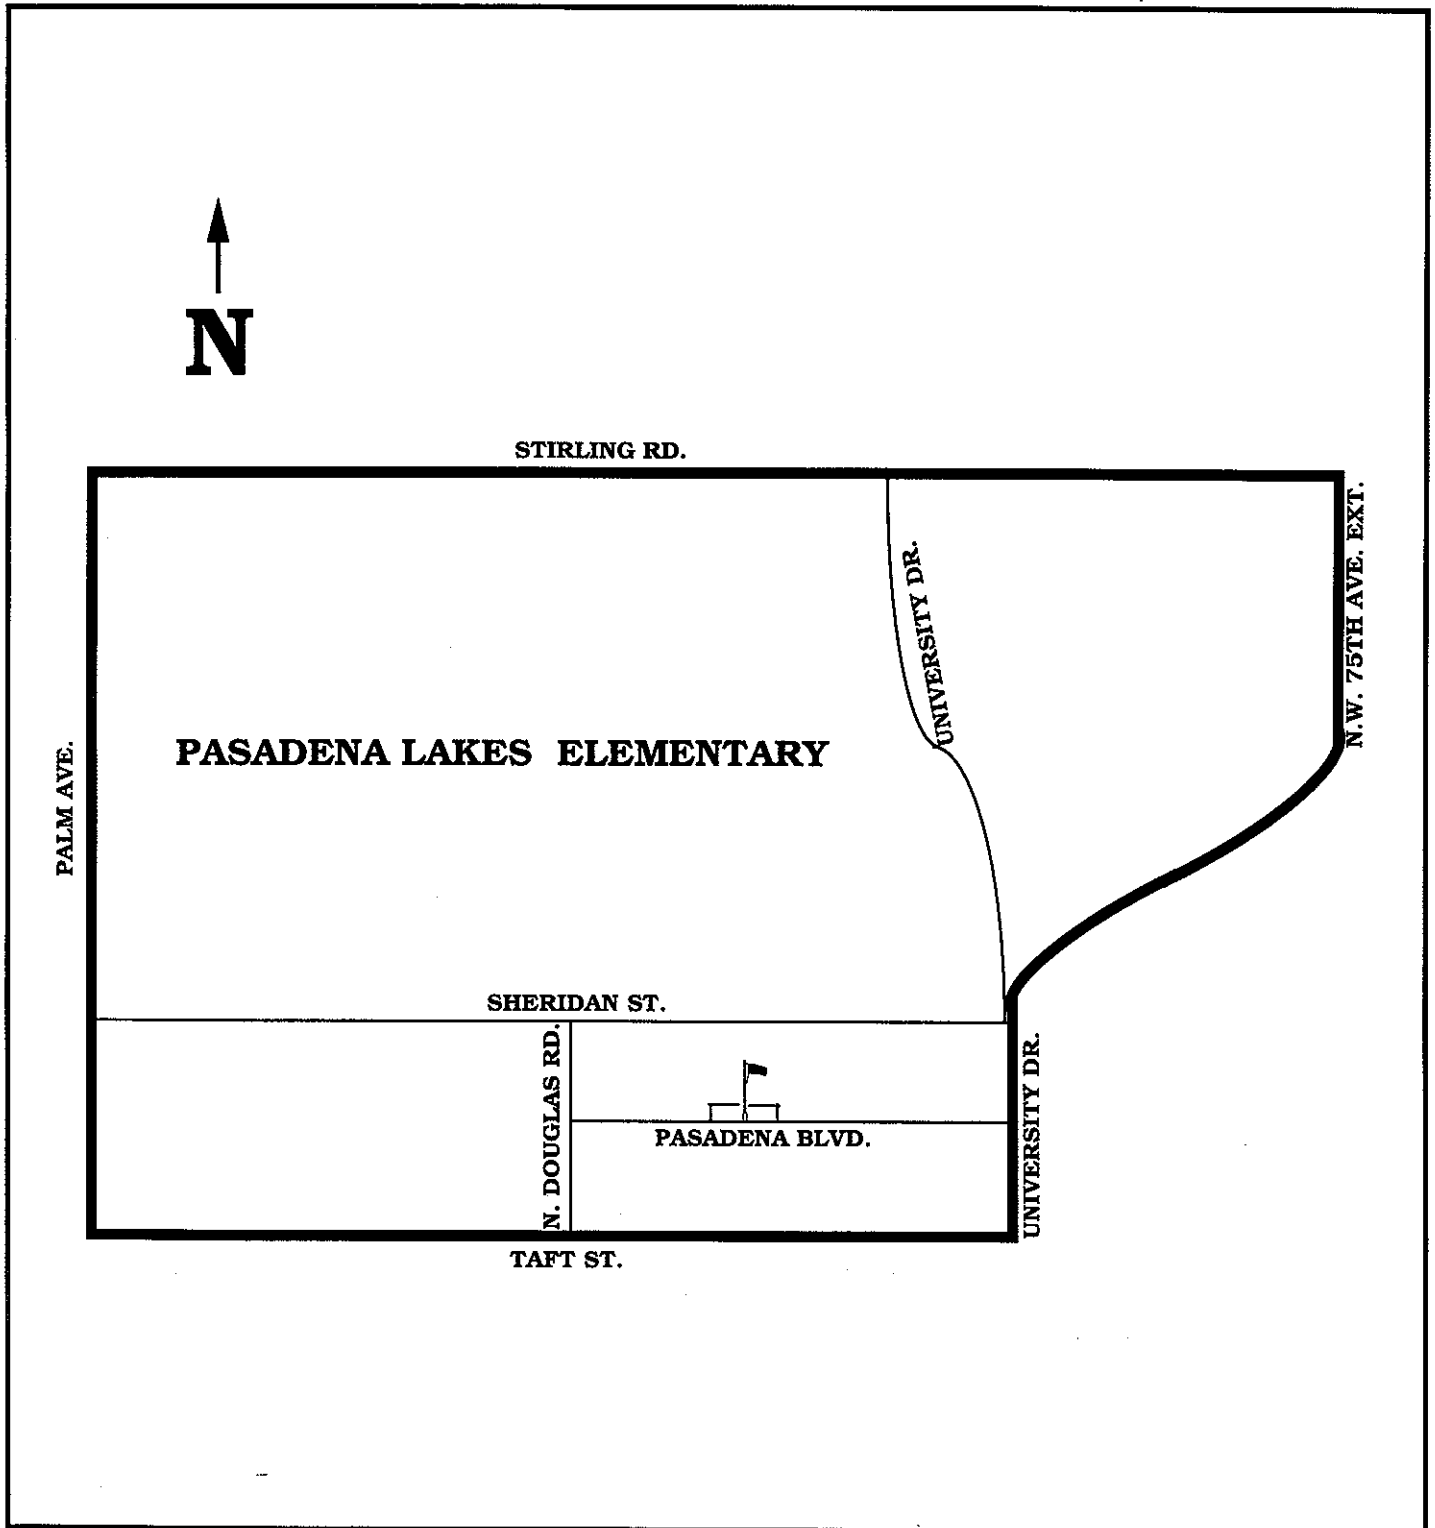 N
STIRLING RD.
N.W. 75TH AVE. EXT.
UNIVERSITY DR.
PASADENA LAKES ELEMENTARY
PALM AVE.
SHERIDAN ST.
N. DOUGLAS RD.
UNIVERSITY DR.
PASADENA BLVD.
TAFT ST.